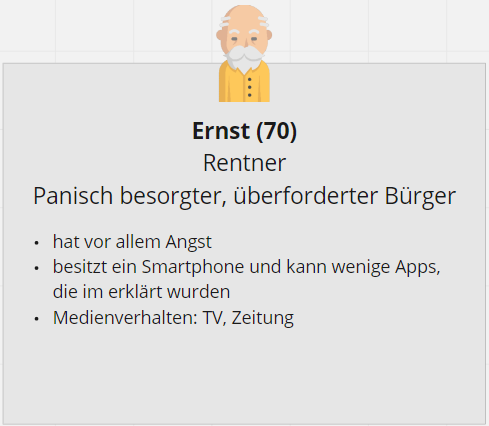 Ernst (70)
Rentner
Panisch besorgter, überforderter Bürger
• hat vor allem Angst
• besitzt ein Smartphone und kann wenige Apps,
die im erklärt wurden
• Medienverhalten: TV, Zeitung